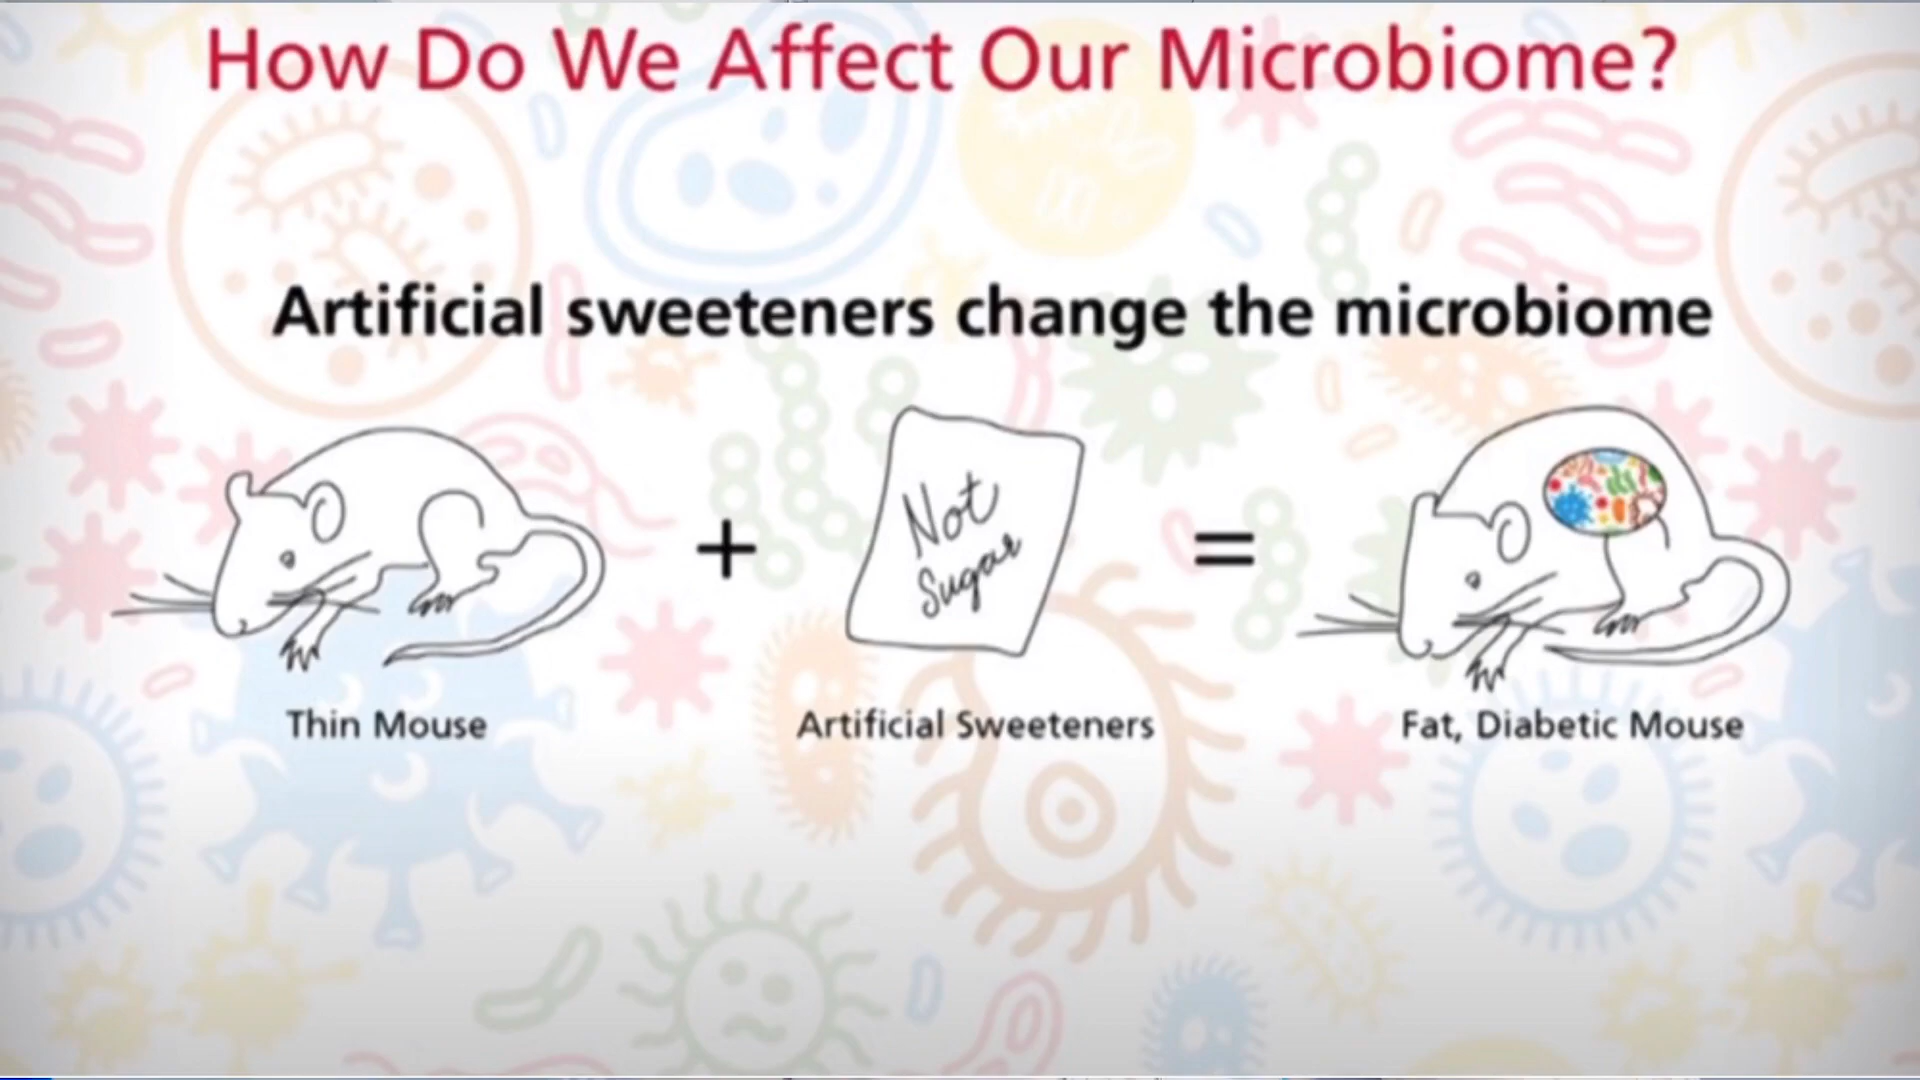 How Do We Affect Our Microbiome?
Artificial sweeteners change the microbiome
Not
Sugar
+
=
Thin Mouse
Artificial Sweeteners
Fat, Diabetic Mouse